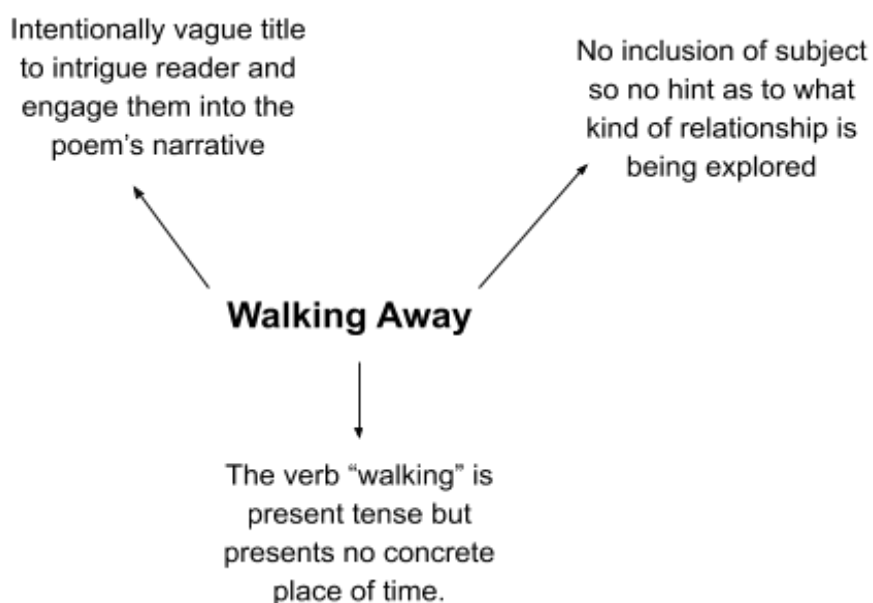 Intentionally vague title
to intrigue reader and
engage them into the
poem’s narrative
No inclusion of subject
so no hint as to what
kind of relationship is
being explored
Walking Away
The verb “walking” is
present tense but
presents no concrete
place of time.